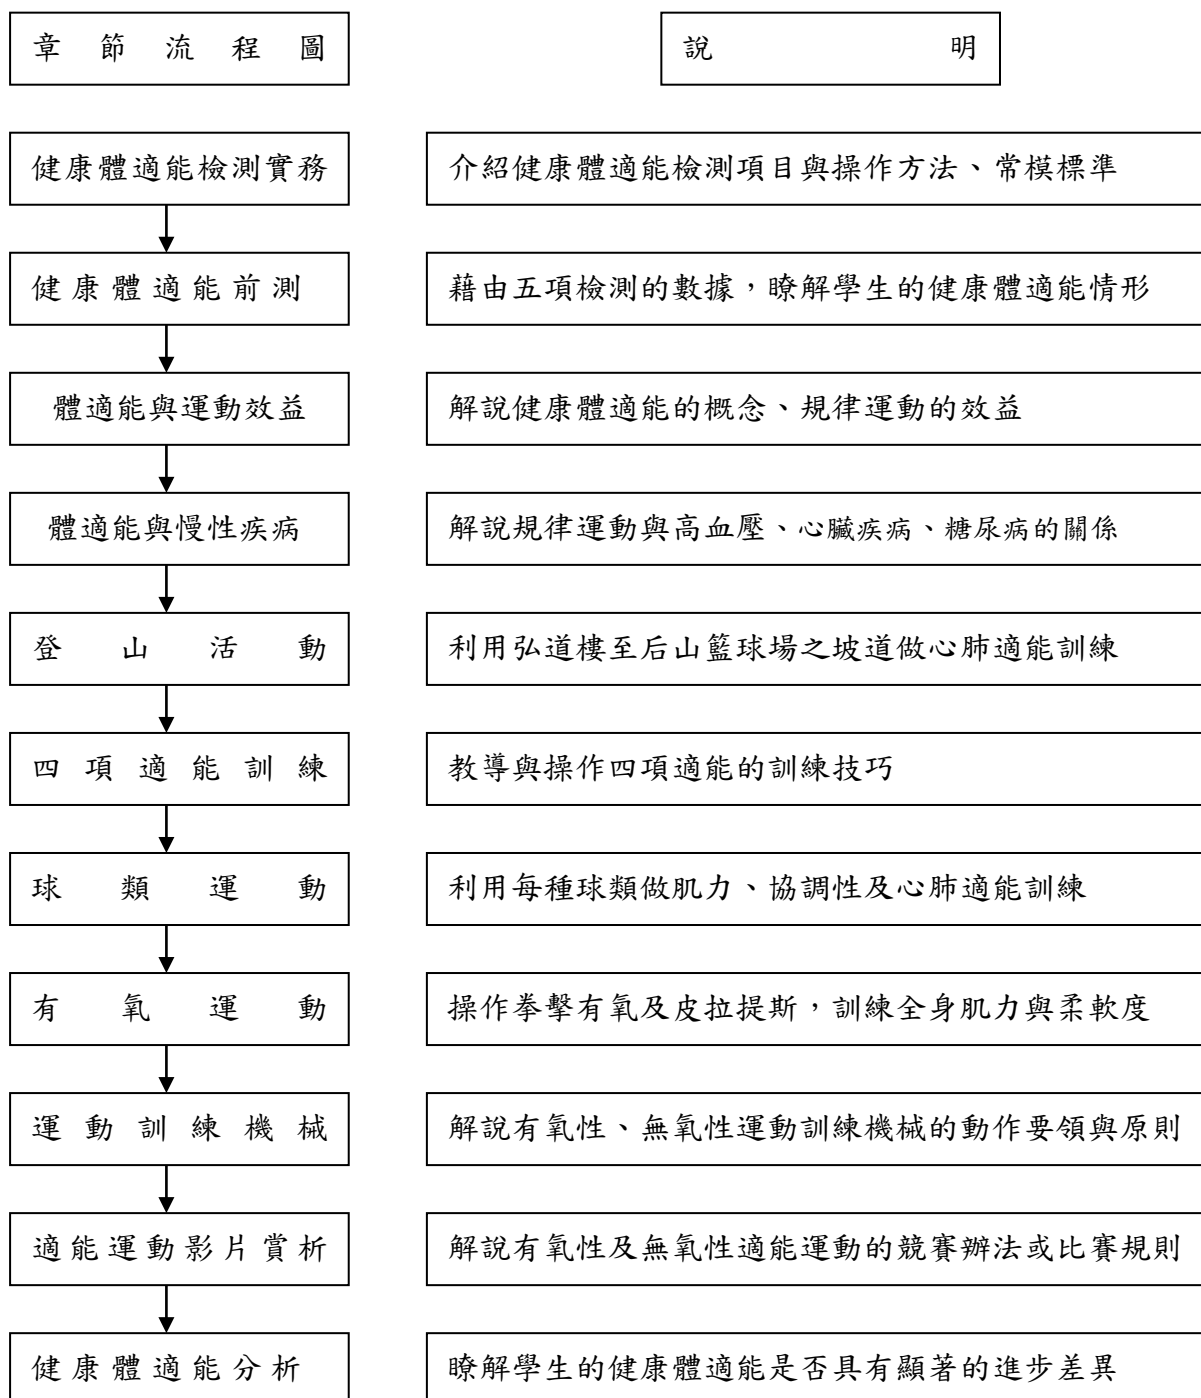 章節流程圖
說明
健康體適能檢測實務
介紹健康體適能檢測項目與操作方法、常模標準
健康體適能前測
藉由五項檢測的數據，瞭解學生的健康體適能情形
體適能與運動效益
解說健康體適能的概念、規律運動的效益
體適能與慢性疾病
解說規律運動與高血壓、心臟疾病、糖尿病的關係
登山活動
利用弘道樓至后山籃球場之坡道做心肺適能訓練
四項適能訓練
教導與操作四項適能的訓練技巧
球類運動
利用每種球類做肌力、協調性及心肺適能訓練
有氧運動
操作拳擊有氧及皮拉提斯，訓練全身肌力與柔軟度
運動訓練機械
解說有氧性、無氧性運動訓練機械的動作要領與原則
適能運動影片賞析
解說有氧性及無氧性適能運動的競賽辦法或比賽規則
健康體適能分析
瞭解學生的健康體適能是否具有顯著的進步差異